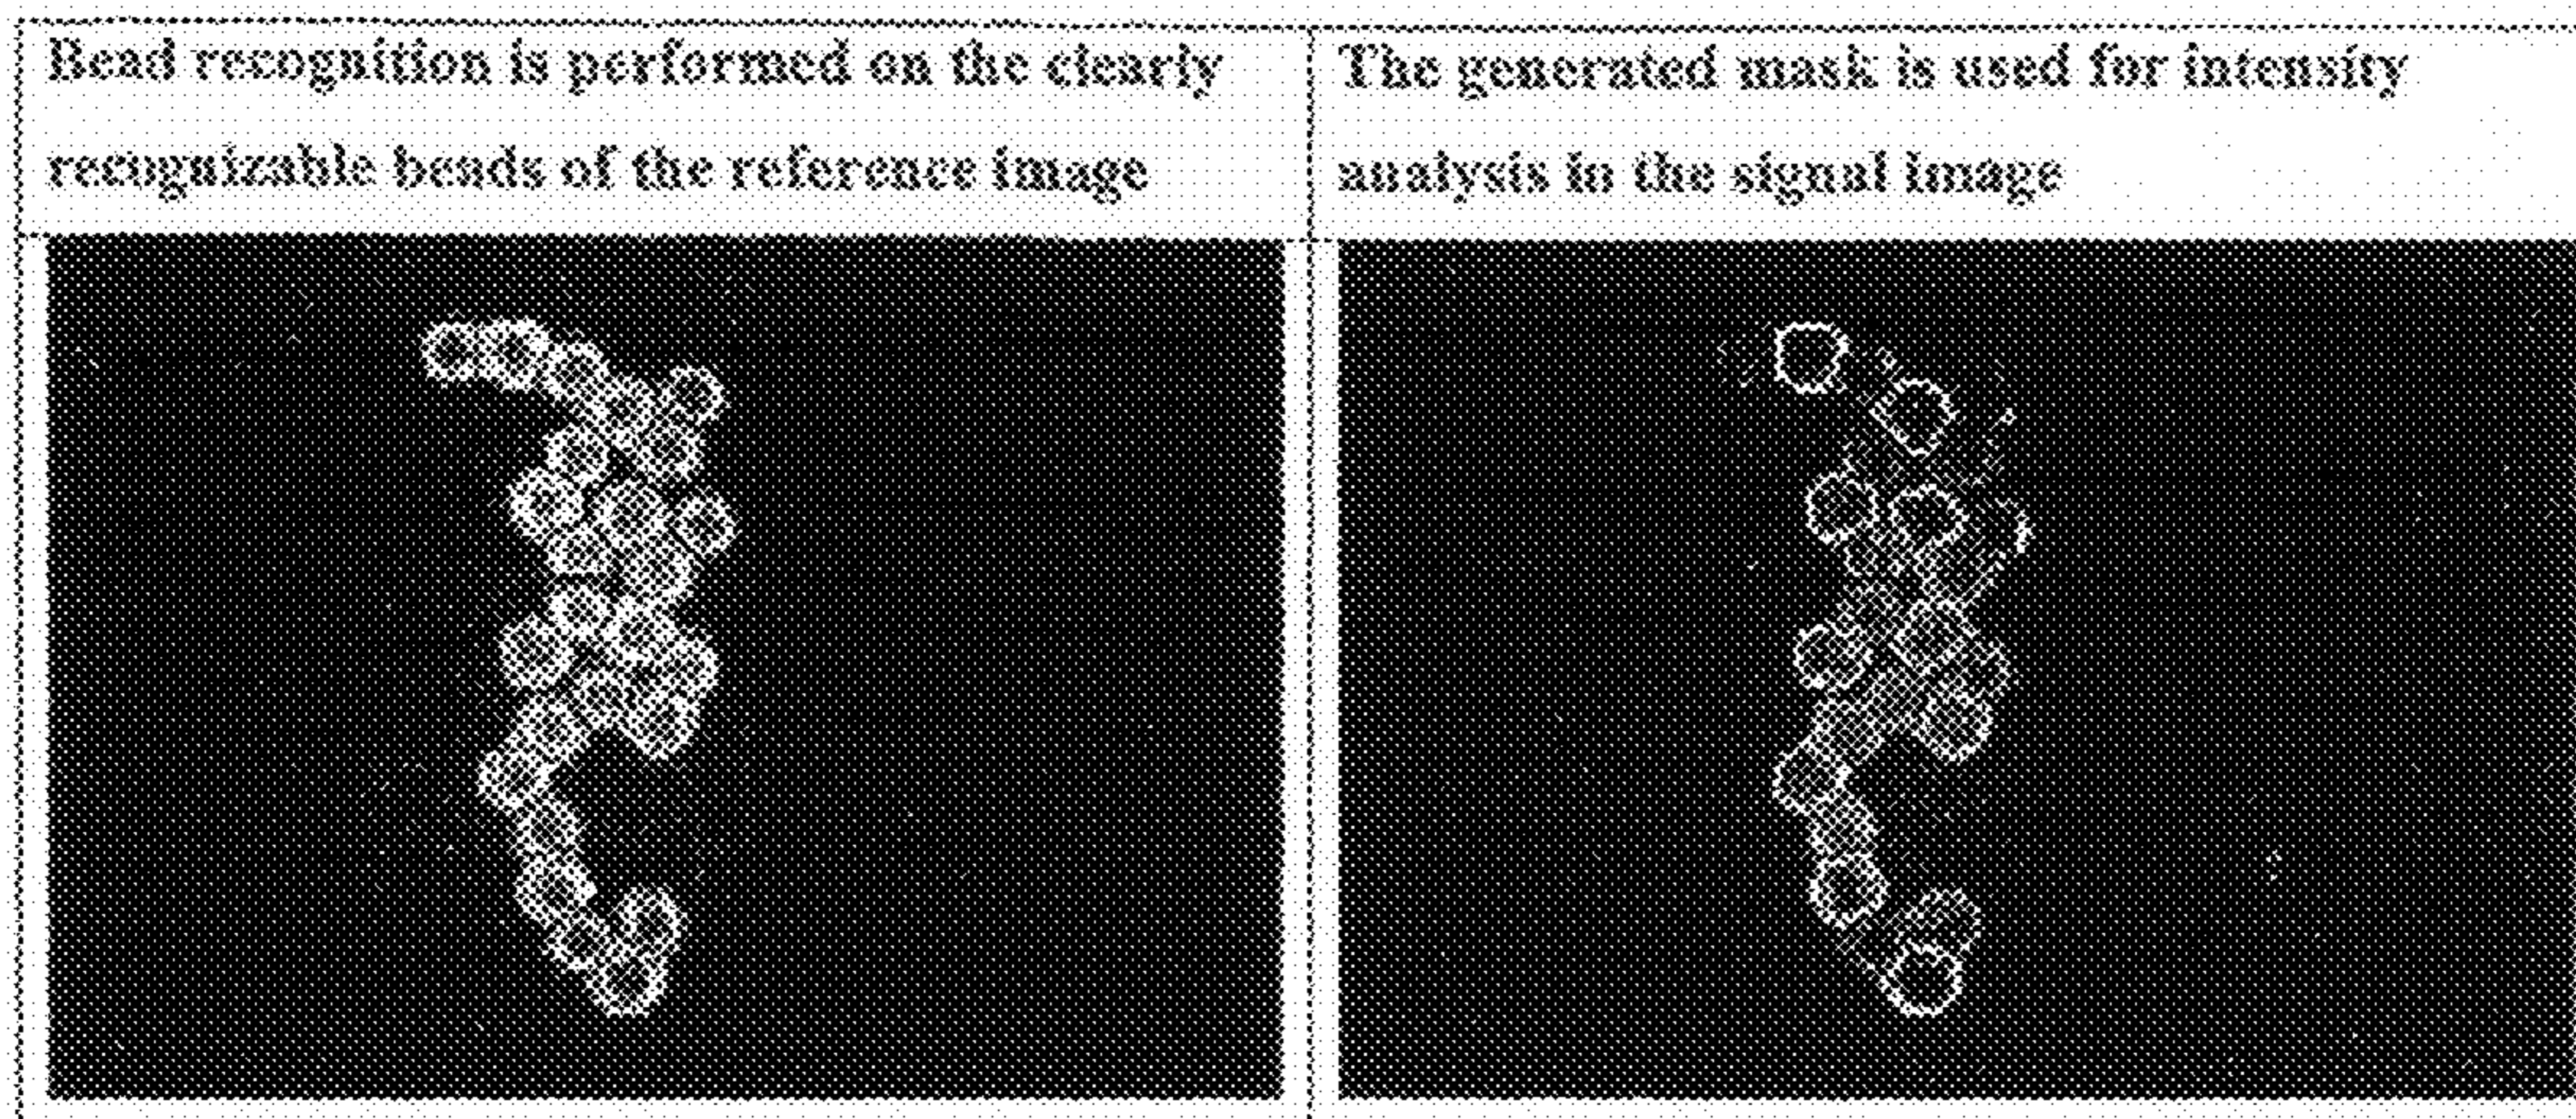 Bead recognition is performed on the clearly
recognizable beads of the reference image
The generated mask is used for intensity
analysis in the signal image